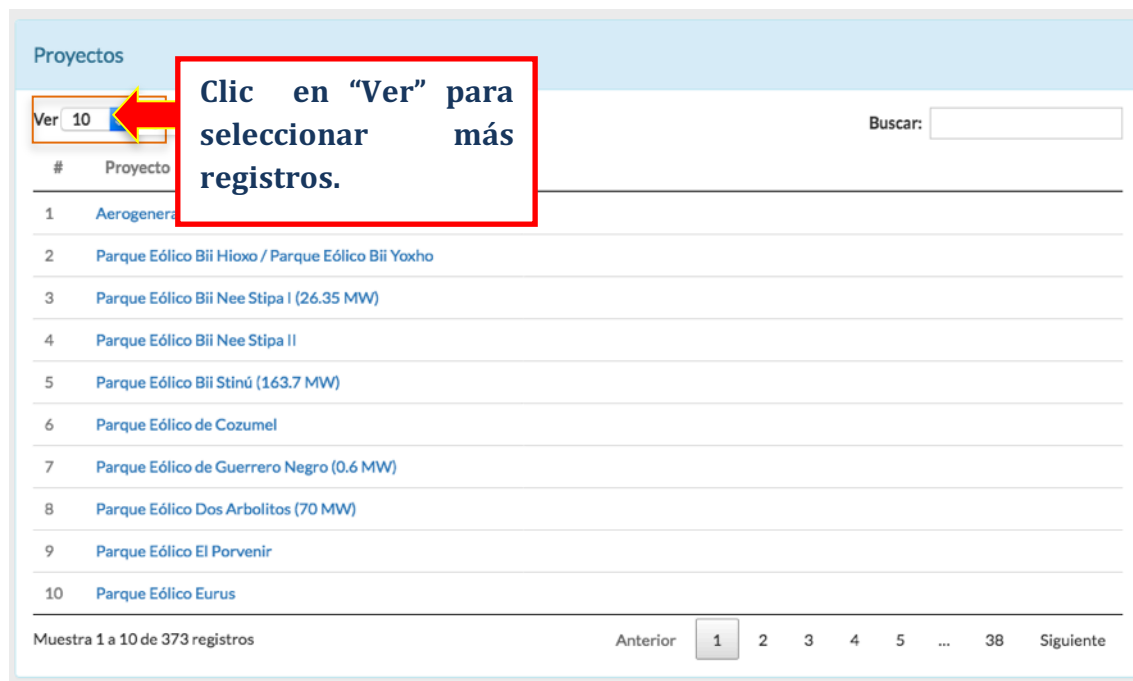 Proyectos
Clic en “Ver” para
seleccionar más
registros.
Ver 10
Buscar:
# Proyecto
1
2 Parque Eólico Bii Hioxo / Parque Eólico Bii Yoxho
3 Parque Eólico Bii Nee Stipa I (26.35 MW)
4 Parque Eólico Bii Nee Stipa II
5 Parque Eólico Bii Stinú (163.7 MW)
6 Parque Eólico de Cozumel
7 Parque Eólico de Guerrero Negro (0.6 MW)
8 Parque Eólico Dos Arbolitos (70 MW)
9 Parque Eólico El Porvenir
10 Parque Eólico Eurus
Muestra 1 a 10 de 373 registros
Anterior 1 2 3 4 5 ... 38 Siguiente